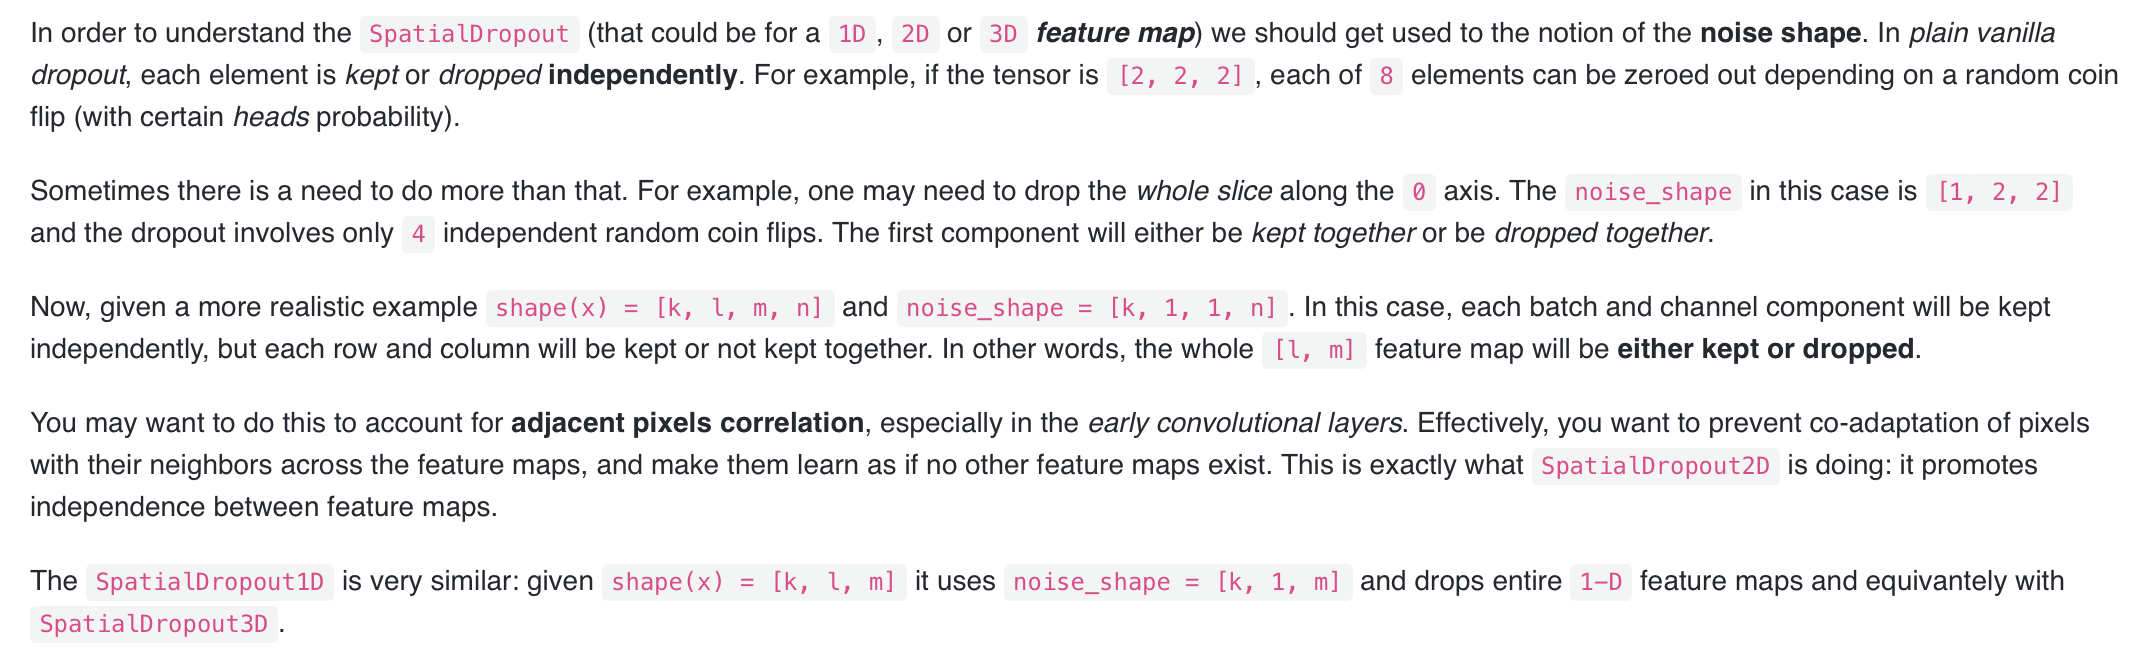 In order to understand the SpatialDropout (that could be for a 1D, 2D or 3D feature map) we should get used to the notion of the noise shape. In plain vanilla
dropout, each element is kept or dropped independently. For example, if the tensor is [2, 2, 2], each of 8 elements can be zeroed out depending on a random coin
flip (with certain heads probability).
Sometimes there is a need to do more than that. For example, one may need to drop the whole slice along the 0 axis. The noise_shape in this case is [1, 2, 2]
and the dropout involves only 4 independent random coin flips. The first component will either be kept together or be dropped together.
Now, given a more realistic example shape(x) = [k, l, m, n] and noise_shape = [k, 1, 1, n]. In this case, each batch and channel component will be kept
independently, but each row and column will be kept or not kept together. In other words, the whole [l, m] feature map will be either kept or dropped.
You may want to do this to account for adjacent pixels correlation, especially in the early convolutional layers. Effectively, you want to prevent co-adaptation of pixels
with their neighbors across the feature maps, and make them learn as if no other feature maps exist. This is exactly what SpatialDropout2D is doing: it promotes
independence between feature maps.
The SpatialDropout1D is very similar: given shape(x) = [k, l, m] it uses noise_shape = [k, 1, m] and drops entire 1-D feature maps and equivantely with
SpatialDropout3D.